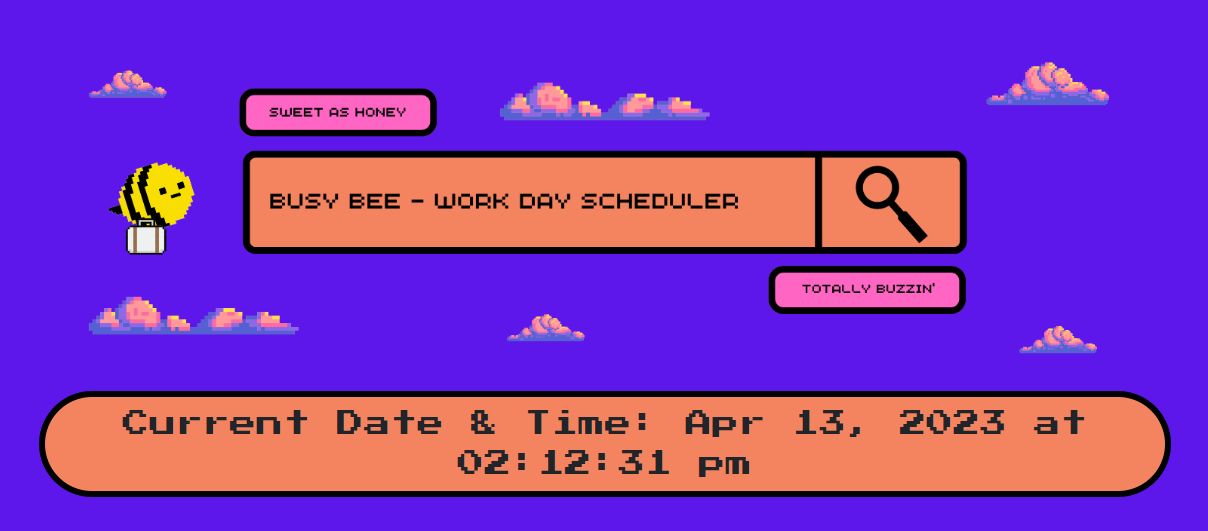 SWEET AS HONEY
BUSY BEE - WORK DAY SCHEDULER
TOTALLY BUZZIN'
Current Date & Time: Apr 13, 2023 at
02:12:31 pm